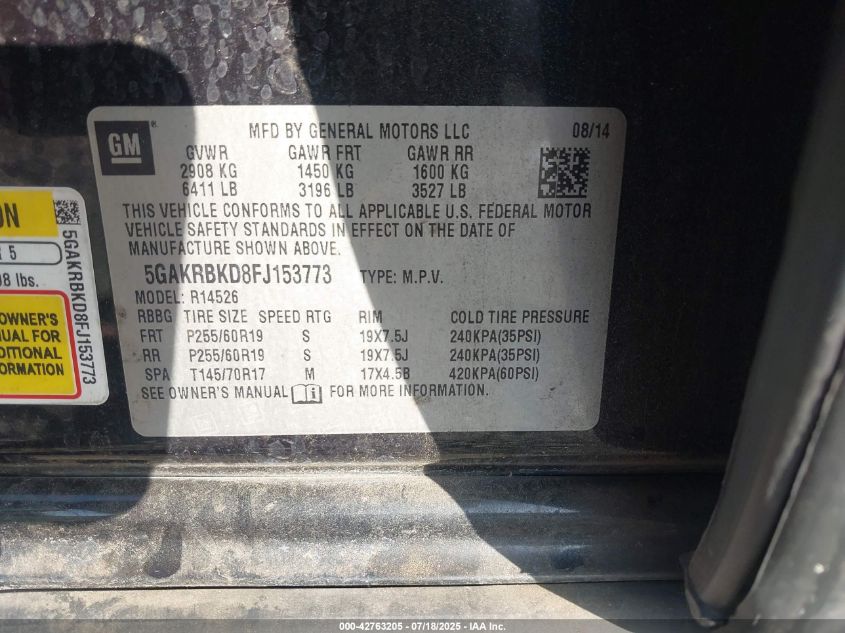 GM
®
MFD BY GENERAL MOTORS LLC 08/14
GVWR GAWR FRT GAWR RR
2908 KG 1450 KG 1600 KG
6411 LB 3196 LB 3527 LB
THIS VEHICLE CONFORMS TO ALL APPLICABLE U.S. FEDERAL MOTOR
VEHICLE SAFETY STANDARDS IN EFFECT ON THE DATE OF
MANUFACTURE SHOWN ABOVE.
5GAKRBKD8FJ153773 TYPE: M.P.V.
MODEL: R14526
RBBG TIRE SIZE SPEED RTG RIM COLD TIRE PRESSURE
FRT P255/60R19 S 19X7.5J 240KPA(35PSI)
RR P255/60R19 S 19X7.5J 240KPA(35PSI)
SPA T145/70R17 M 17X4.5B 420KPA(60PSI)
SEE OWNER'S MANUAL FOR MORE INFORMATION.
5
lbs.
OWNER'S
FOR
5GAKRBKD8FJ153773
000-42763205 - 07/18/2025 - IAA Inc.